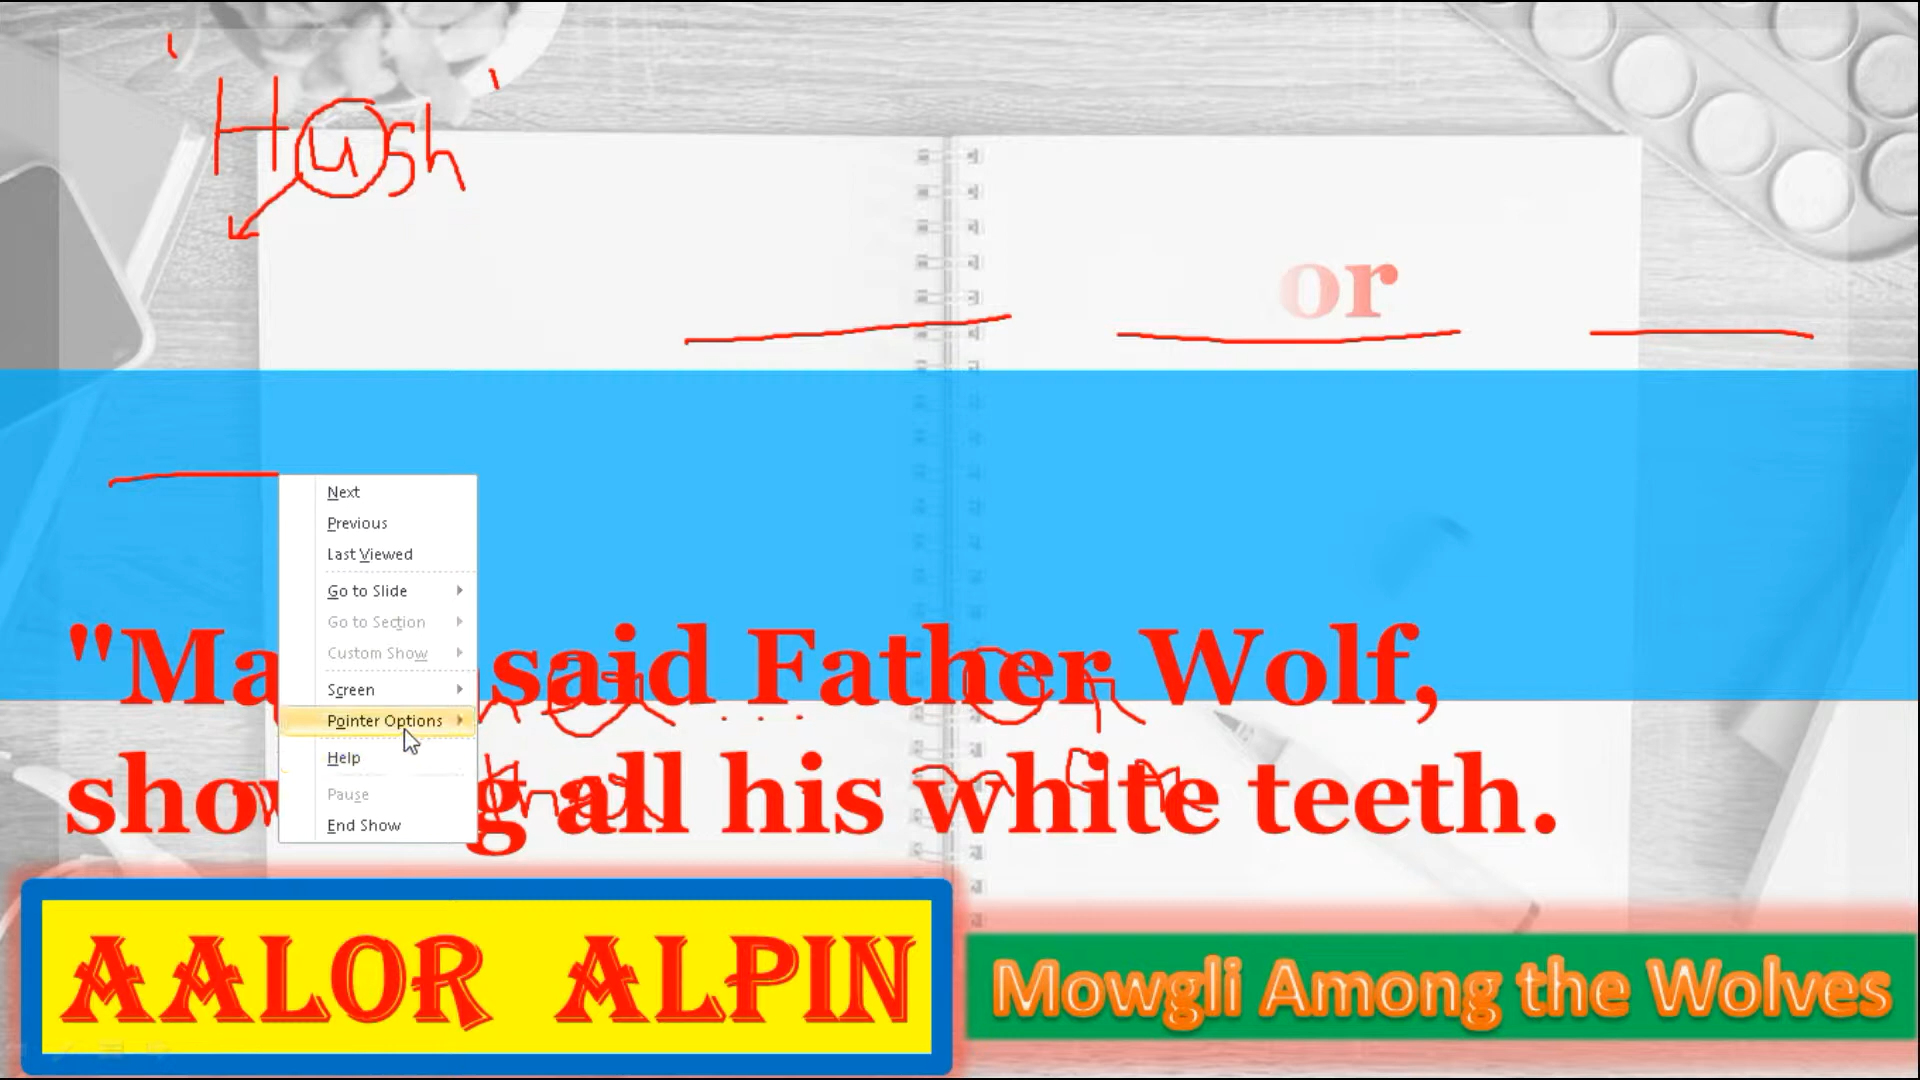 'Hush'
or
Next
Previous
Last Viewed
Go to Slide
Go to Section
Custom Show
Screen
Pointer Options
Help
Pause
End Show
"Ma said Father Wolf,
sho g all his white teeth.
AALOR ALPIN
Mowgli Among the Wolves